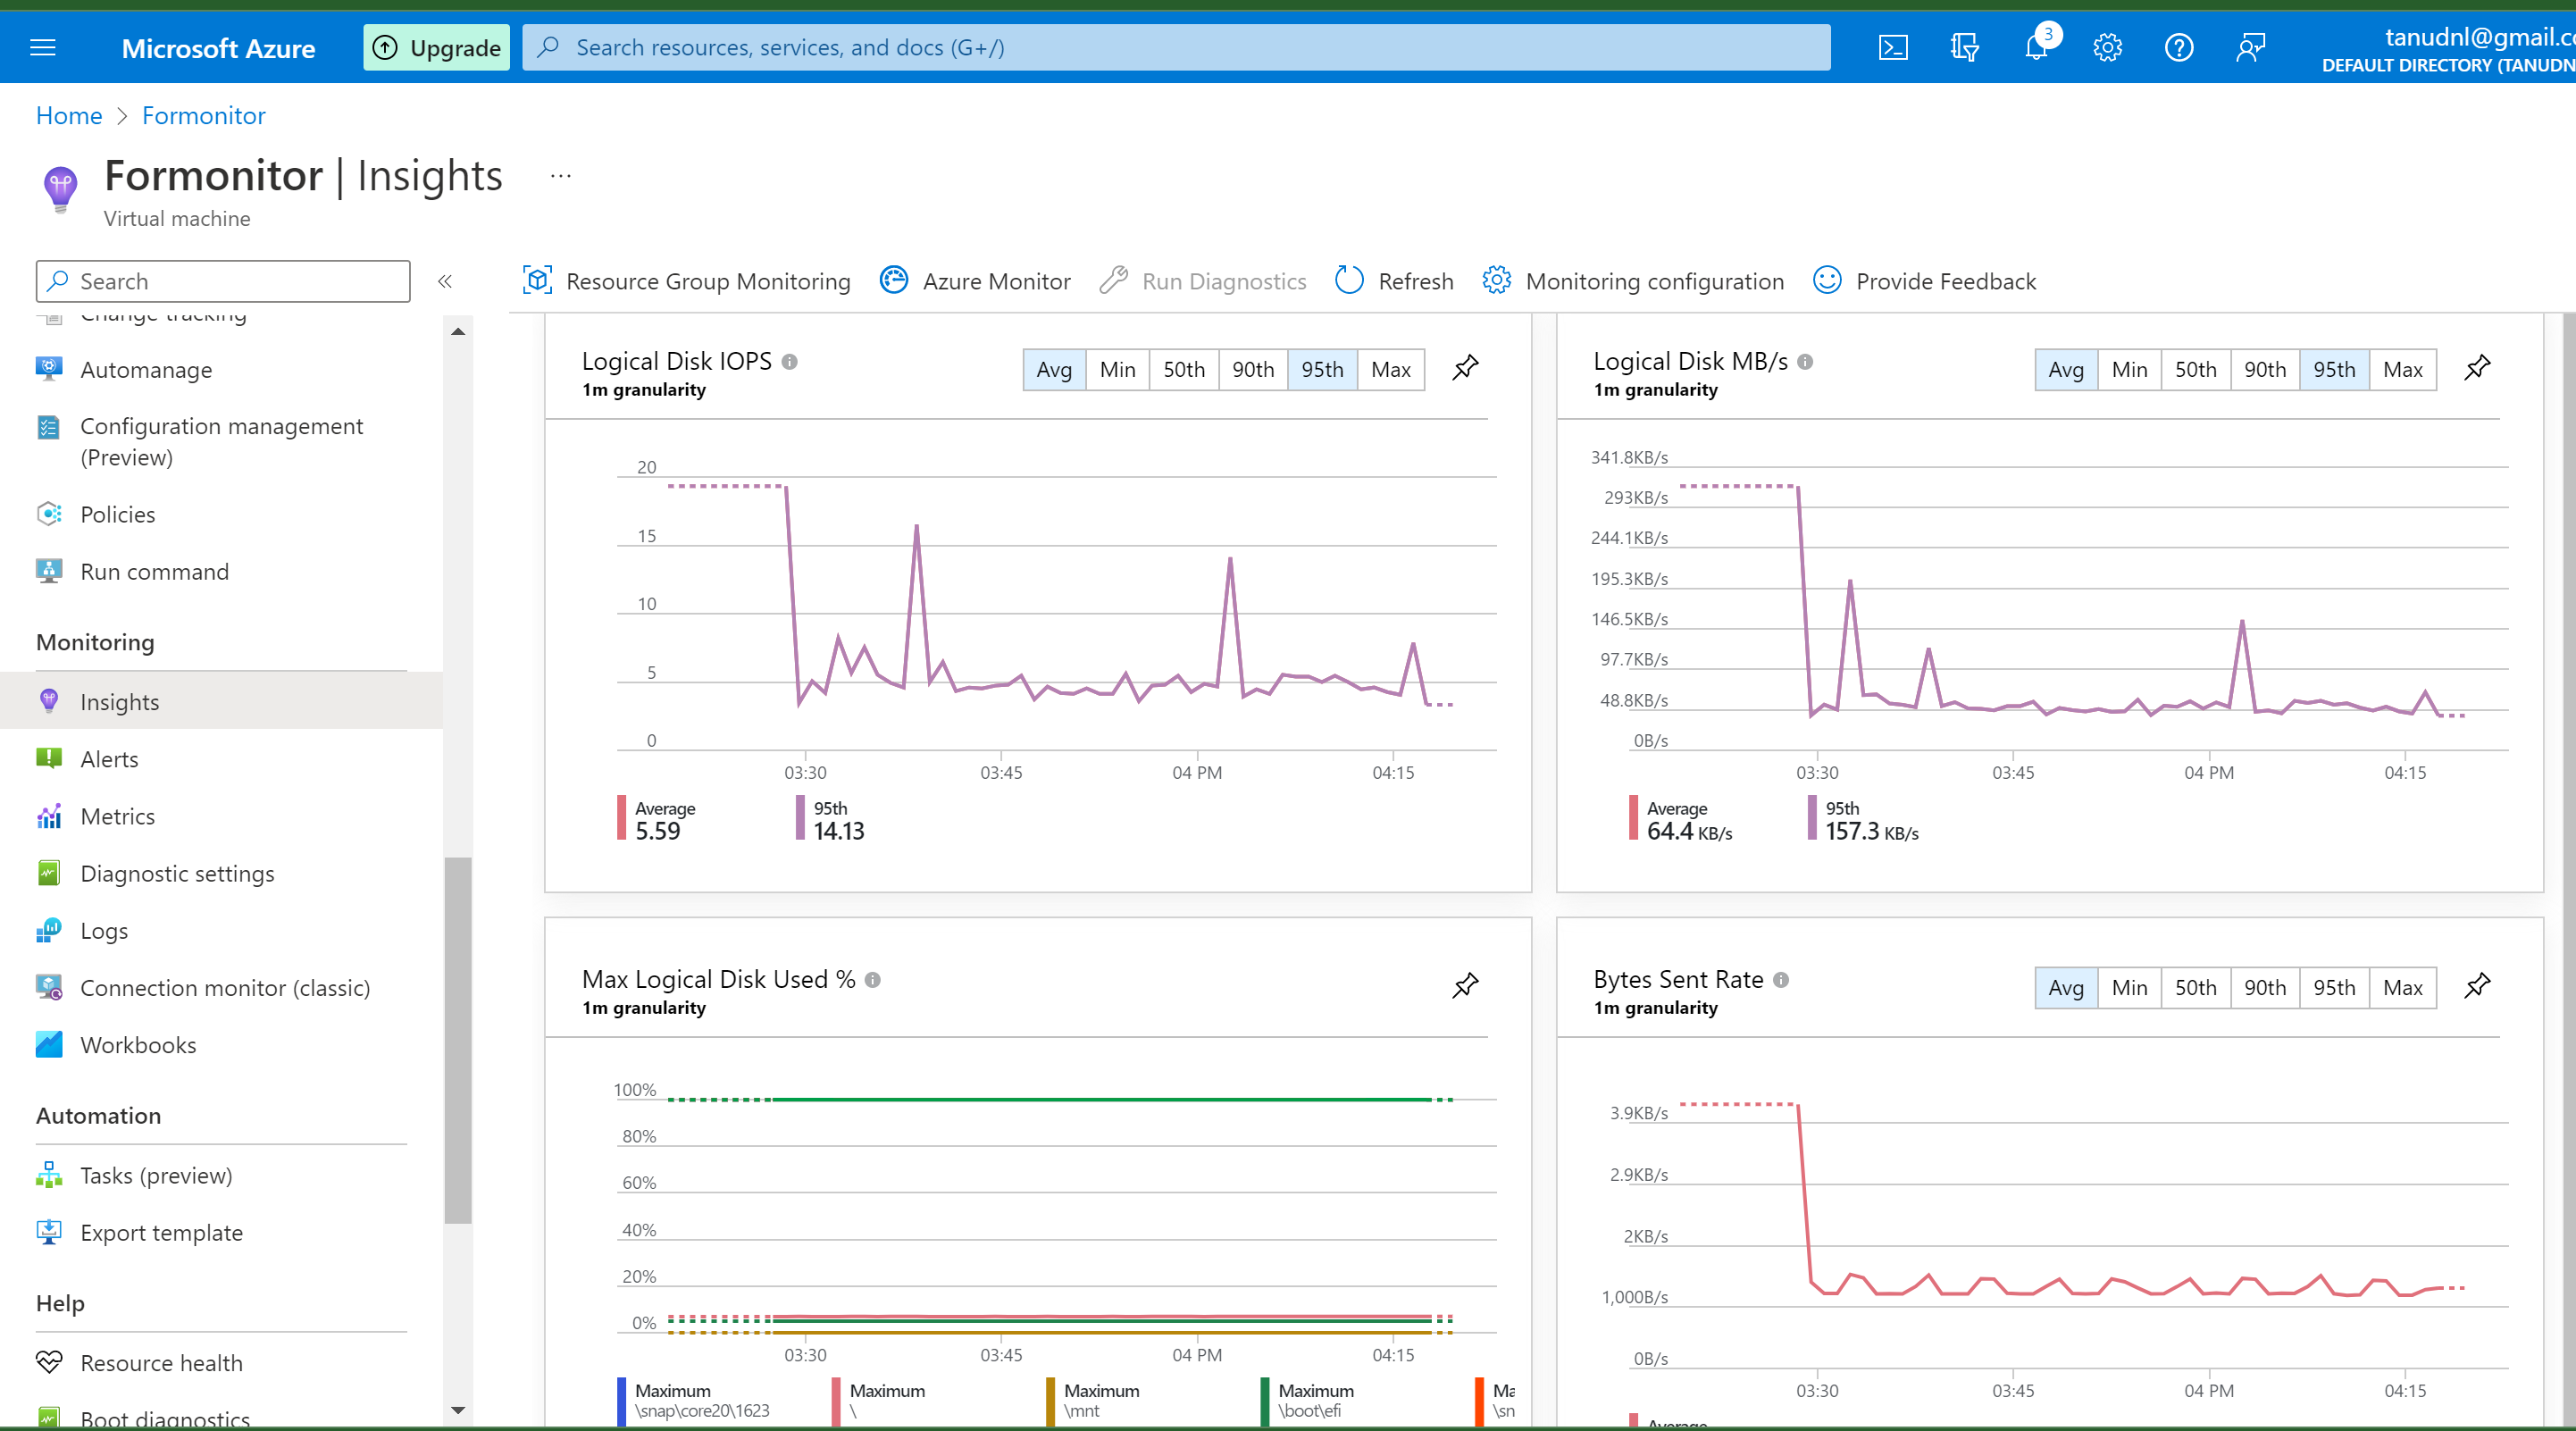 Microsoft Azure
Upgrade
Search resources, services, and docs (G+/)
3
tanudnl@gmail.c
DEFAULT DIRECTORY (TANUDN
Home > Formonitor
Formonitor | Insights ...
Virtual machine
Search
«
Resource Group Monitoring
Azure Monitor
Run Diagnostics
Refresh
Monitoring configuration
Provide Feedback
Change tracking
Automanage
Configuration management
(Preview)
Policies
Run command
Monitoring
Insights
Alerts
Metrics
Diagnostic settings
Logs
Connection monitor (classic)
Workbooks
Automation
Tasks (preview)
Export template
Help
Resource health
Boot diagnostics
Logical Disk IOPS
1m granularity
Avg Min 50th 90th 95th Max
20
15
10
5
0
03:30 03:45 04 PM 04:15
Average
5.59
95th
14.13
Logical Disk MB/s
1m granularity
Avg Min 50th 90th 95th Max
341.8KB/s
293KB/s
244.1KB/s
195.3KB/s
146.5KB/s
97.7KB/s
48.8KB/s
0B/s
03:30 03:45 04 PM 04:15
Average
64.4 KB/s
95th
157.3 KB/s
Max Logical Disk Used %
1m granularity
100%
80%
60%
40%
20%
0%
03:30 03:45 04 PM 04:15
Maximum
\snap\core20\1623
Maximum
\
Maximum
\mnt
Maximum
\boot\efi
Ma
\sn
Bytes Sent Rate
1m granularity
Avg Min 50th 90th 95th Max
3.9KB/s
2.9KB/s
2KB/s
1,000B/s
0B/s
03:30 03:45 04 PM 04:15
Average